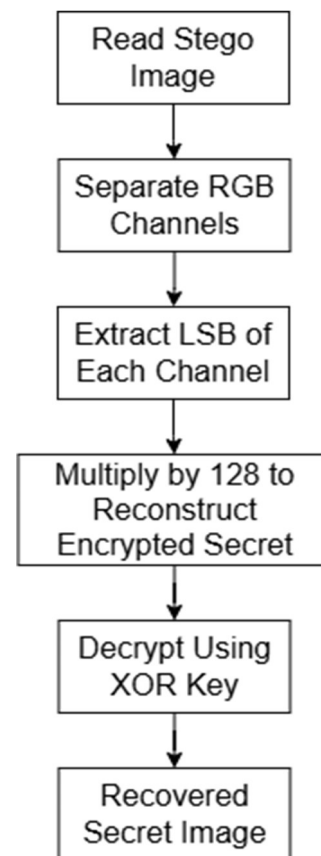 Read Stego
Image
Separate RGB
Channels
Extract LSB of
Each Channel
Multiply by 128 to
Reconstruct
Encrypted Secret
Decrypt Using
XOR Key
Recovered
Secret Image